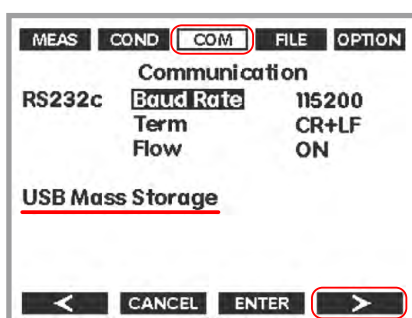 MEAS COND COM FILE OPTION
Communication
RS232c Baud Rate 115200
Term CR+LF
Flow ON
USB Mass Storage
< CANCEL ENTER >